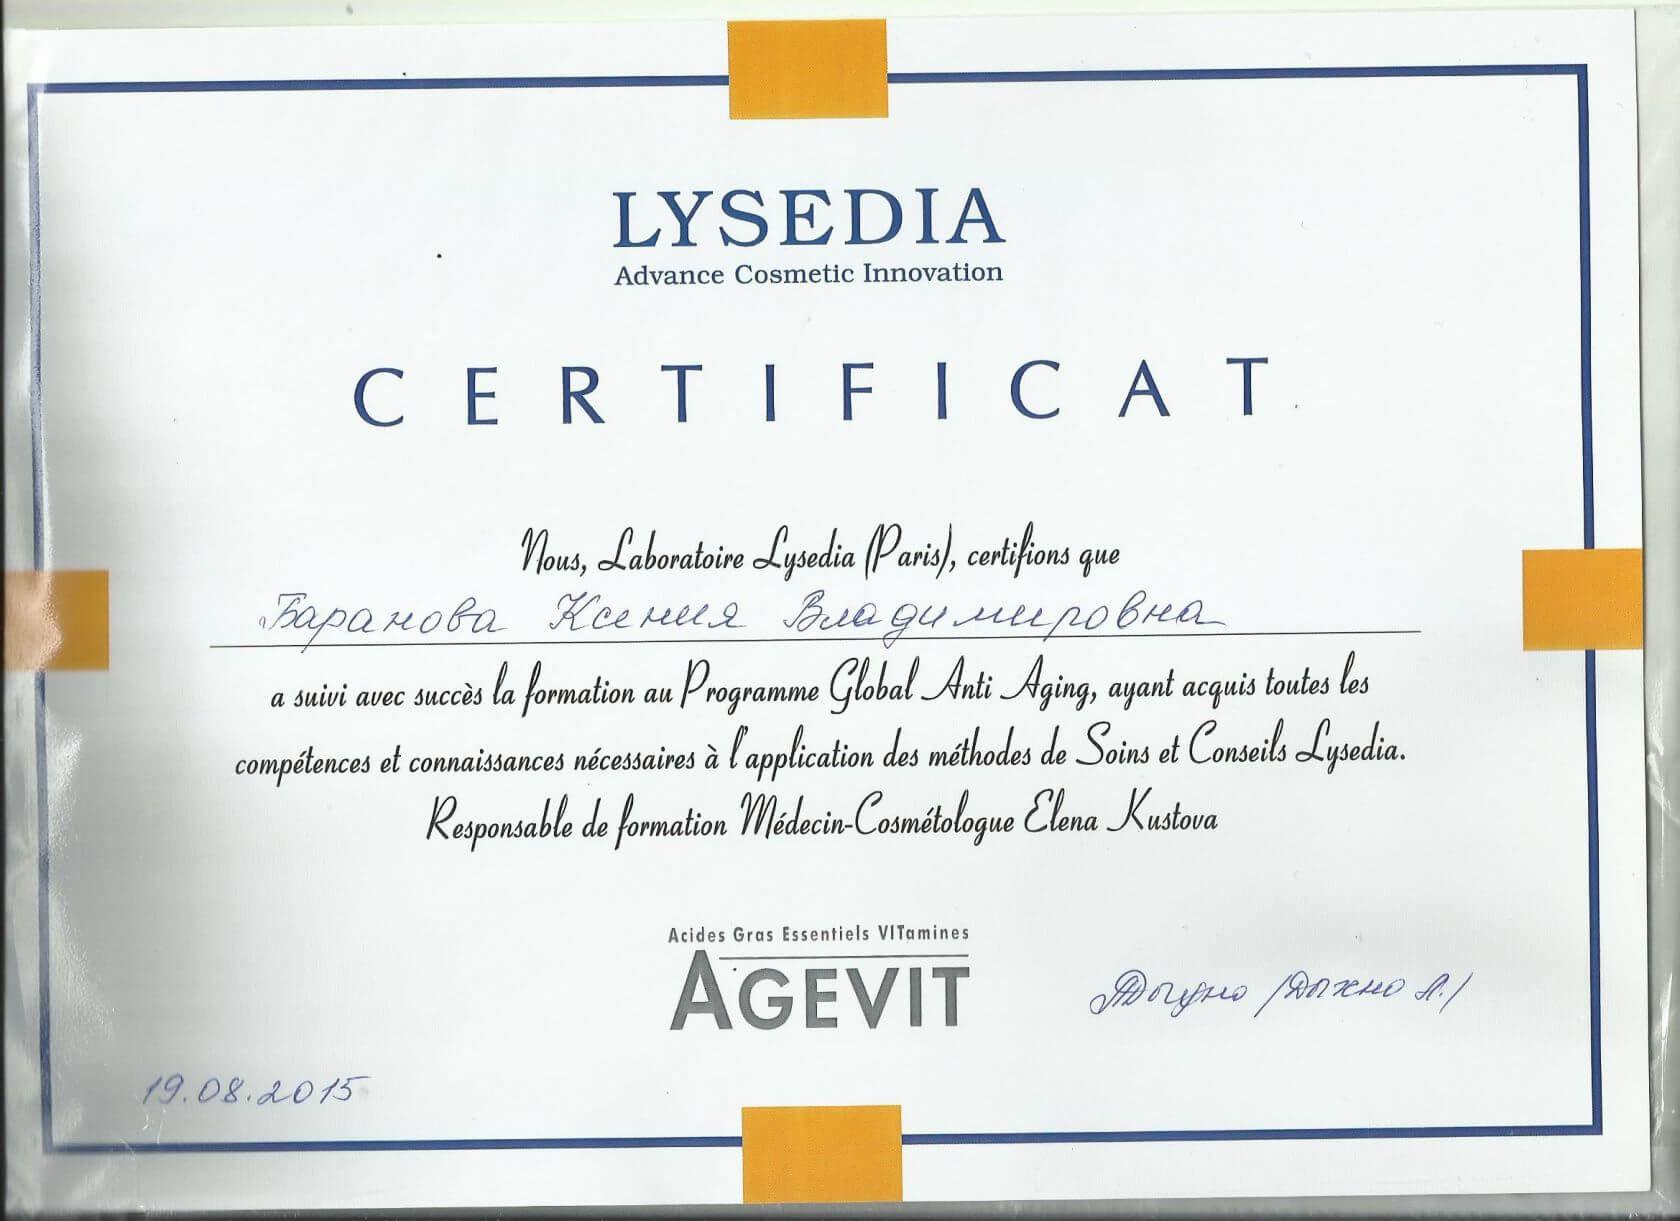 LYSEDIA
Advance Cosmetic Innovation
CERTIFICAT
Nous, Laboratoire Lysedia (Paris), certifions que
Баранова Ксения Владимировна
a suivi avec succès la formation au Programme Global Anti Aging, ayant acquis toutes les
compétences et connaissances nécessaires à l'application des méthodes de Soins et Conseils Lysedia.
Responsable de formation Médecin-Cosmétologue Elena Kustova
Acides Gras Essentiels VITamines
AGEVIT
/Дыхно Л./
19.08.2015